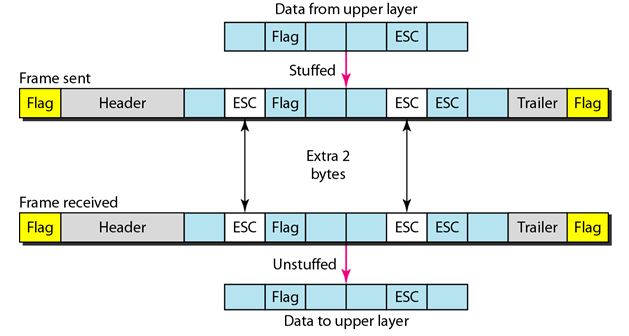 Data from upper layer
Flag ESC
Stuffed
Frame sent
Flag Header ESC Flag ESC ESC Trailer Flag
Extra 2
bytes
Frame received
Flag Header ESC Flag ESC ESC Trailer Flag
Unstuffed
Flag ESC
Data to upper layer